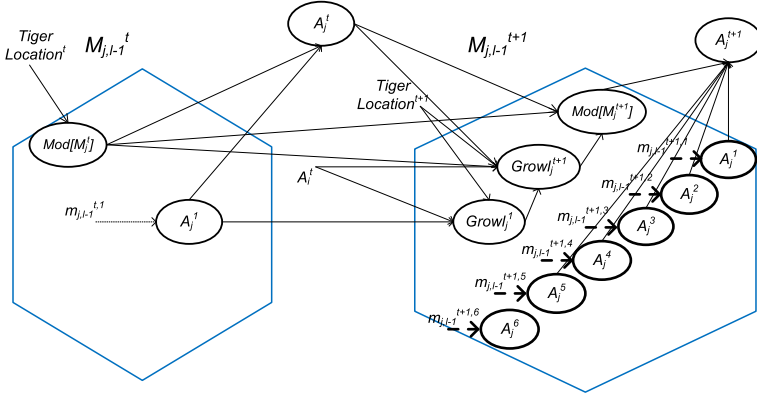 Tiger
Location^t
M_{j,l-1}^t
A_j^t
M_{j,l-1}^{t+1}
A_j^{t+1}
Tiger
Location^{t+1}
Mod[M_j^t]
Mod[M_j^{t+1}]
A_i^t
Growl_j^{t+1}
m_{j,l-1}^{t,1}
A_j^1
Growl_j^1
m_{j,l-1}^{t+1,1}
A_j^1
m_{j,l-1}^{t+1,2}
A_j^2
m_{j,l-1}^{t+1,3}
A_j^3
m_{j,l-1}^{t+1,4}
A_j^4
m_{j,l-1}^{t+1,5}
A_j^5
m_{j,l-1}^{t+1,6}
A_j^6